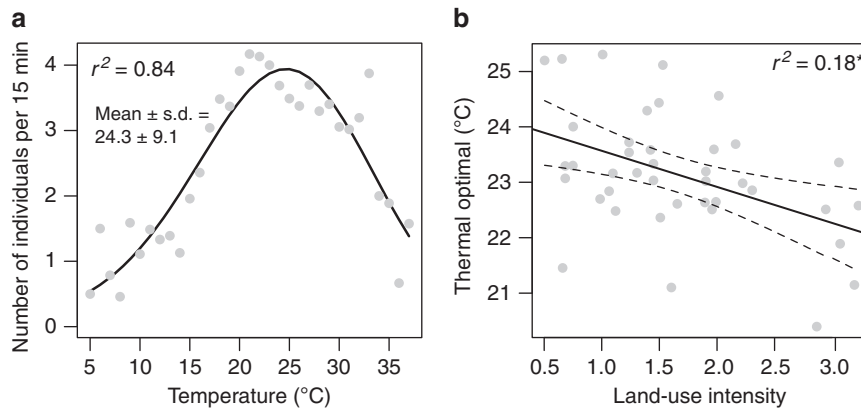 a
r² = 0.84
Mean ± s.d. =
24.3 ± 9.1
Number of individuals per 15 min
4
3
2
1
0
5 10 15 20 25 30 35
Temperature (°C)
b
r² = 0.18*
Thermal optimal (°C)
25
24
23
22
21
0.5 1.0 1.5 2.0 2.5 3.0
Land-use intensity